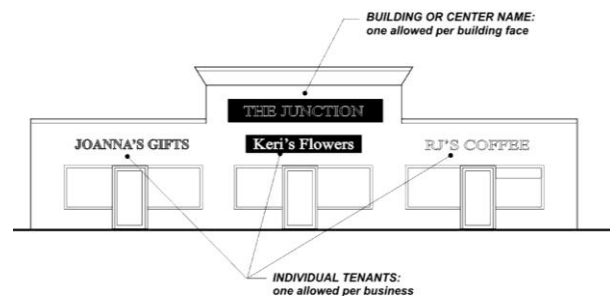 BUILDING OR CENTER NAME:
one allowed per building face
THE JUNCTION
JOANNA'S GIFTS
Keri's Flowers
RJ'S COFFEE
INDIVIDUAL TENANTS:
one allowed per business